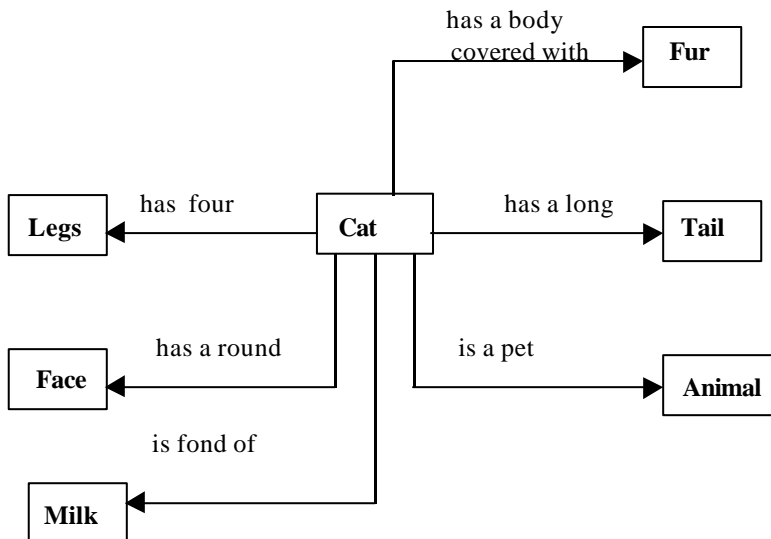 has a body
covered with
Fur
has four
has a long
Legs
Cat
Tail
has a round
is a pet
Face
Animal
is fond of
Milk